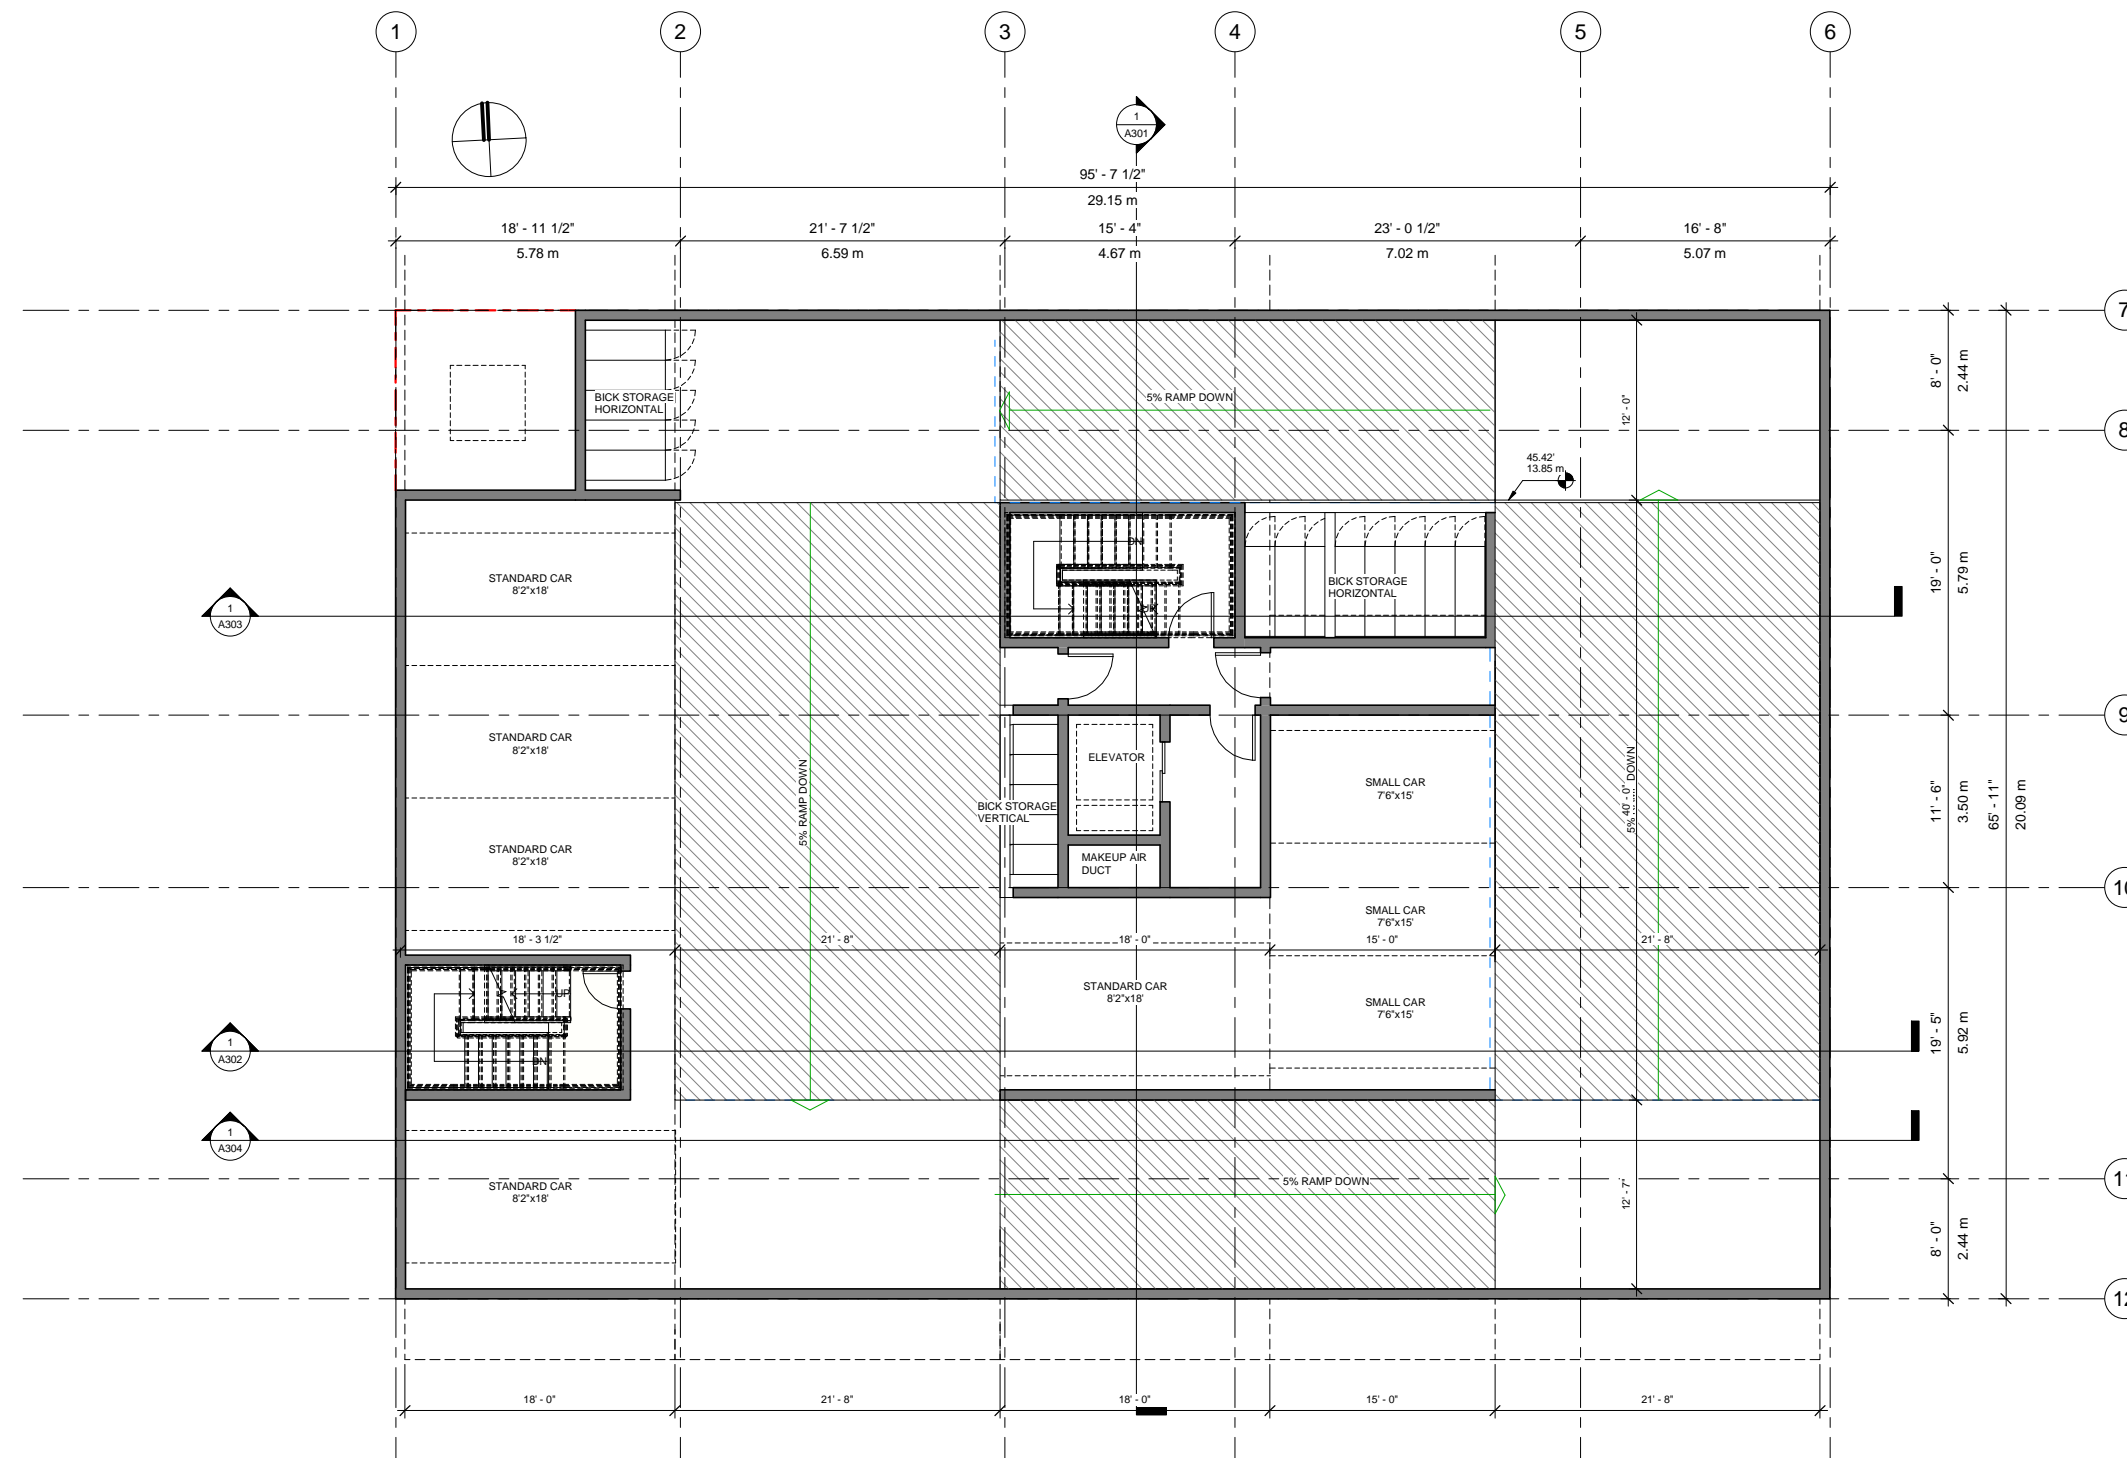 1 2 3 4 5 6
1
A301
95' - 7 1/2"
29.15 m
18' - 11 1/2" 21' - 7 1/2" 15' - 4" 23' - 0 1/2" 16' - 8"
5.78 m 6.59 m 4.67 m 7.02 m 5.07 m
7
8' - 0"
2.44 m
BICK STORAGE
HORIZONTAL
5% RAMP DOWN
12' - 0"
8
45.42'
13.85 m
DN
STANDARD CAR
8'2"x18'
BICK STORAGE
HORIZONTAL
19' - 0"
5.79 m
1
A303
9
STANDARD CAR
8'2"x18'
ELEVATOR
SMALL CAR
7'6"x15'
5% RAMP DOWN
BICK STORAGE
VERTICAL
40' - 0"
5% DOWN
11' - 6"
3.50 m
65' - 11"
20.09 m
STANDARD CAR
8'2"x18'
MAKEUP AIR
DUCT
SMALL CAR
7'6"x15'
18' - 3 1/2" 21' - 8" 18' - 0" 15' - 0" 21' - 8"
UP
STANDARD CAR
8'2"x18'
SMALL CAR
7'6"x15'
DN
1
A302
19' - 5"
5.92 m
1
A304
STANDARD CAR
8'2"x18'
5% RAMP DOWN
12' - 7"
8' - 0"
2.44 m
18' - 0" 21' - 8" 18' - 0" 15' - 0" 21' - 8"